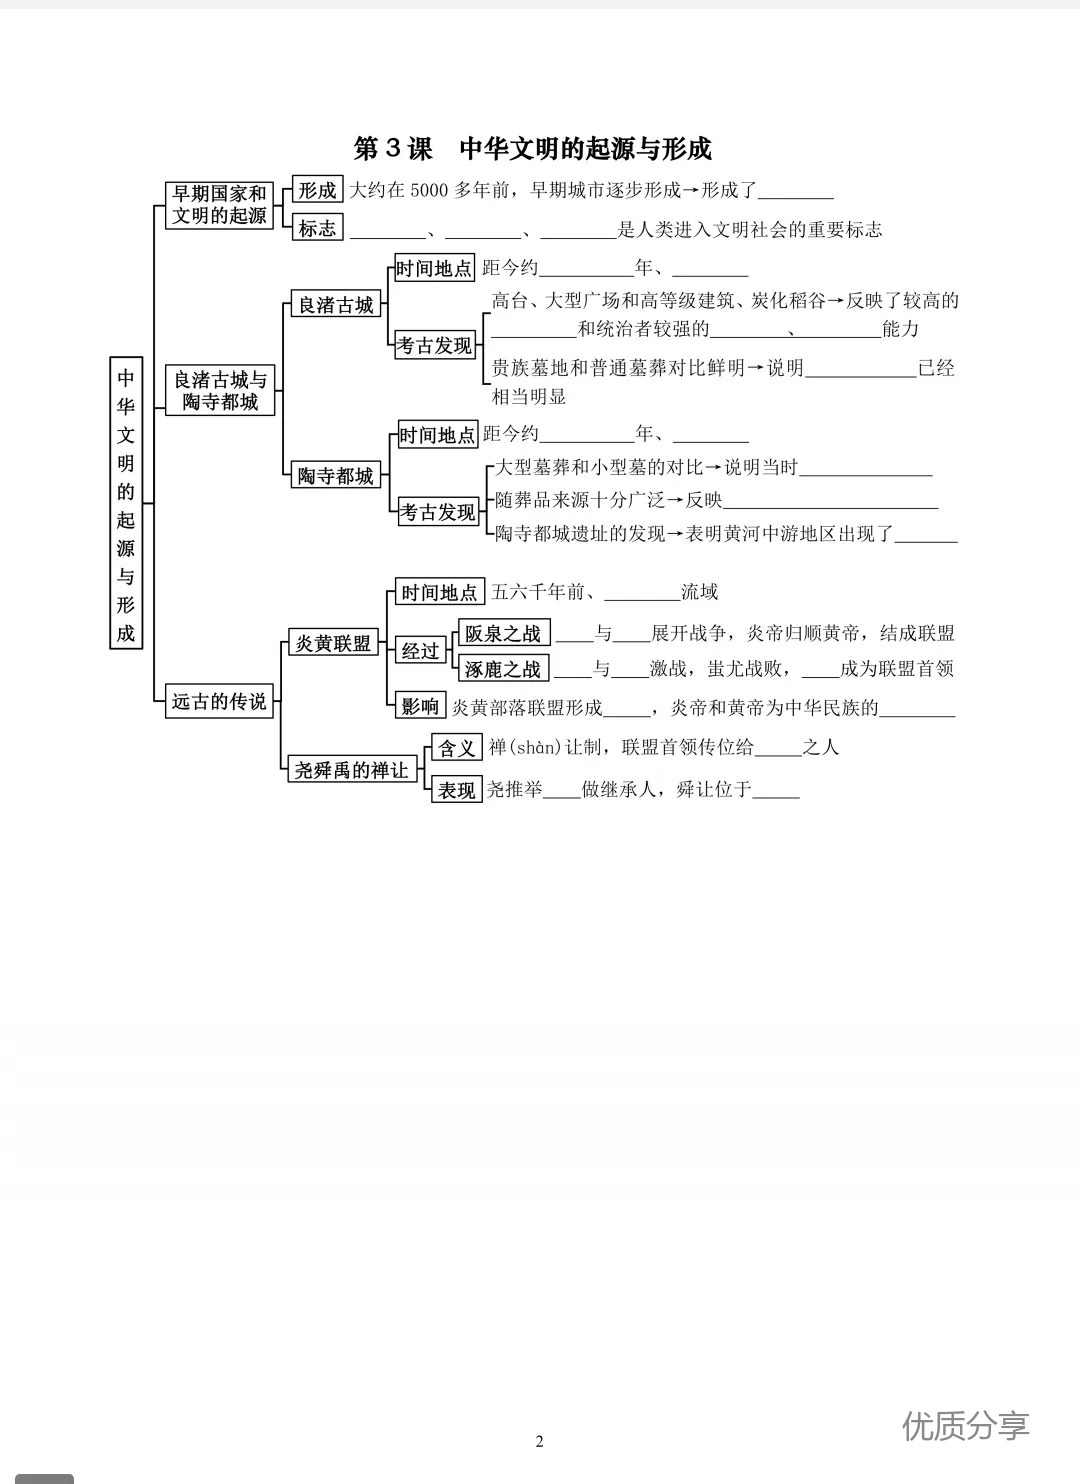 第3课 中华文明的起源与形成
早期国家和
文明的起源
形成
大约在 5000 多年前，早期城市逐步形成→形成了________
标志
________、________、________是人类进入文明社会的重要标志
时间地点
距今约__________年、________
良渚古城
高台、大型广场和高等级建筑、炭化稻谷→反映了较高的
_________和统治者较强的________、_________能力
考古发现
贵族墓地和普通墓葬对比鲜明→说明____________已经
相当明显
中华文明的起源与形成
良渚古城与
陶寺都城
时间地点
距今约__________年、________
陶寺都城
大型墓葬和小型墓的对比→说明当时______________
考古发现
随葬品来源十分广泛→反映_______________________
陶寺都城遗址的发现→表明黄河中游地区出现了_______
时间地点
五六千年前、________流域
炎黄联盟
经过
阪泉之战
____与____展开战争，炎帝归顺黄帝，结成联盟
涿鹿之战
____与____激战，蚩尤战败，____成为联盟首领
远古的传说
影响
炎黄部落联盟形成_____，炎帝和黄帝为中华民族的________
含义
禅(shàn)让制，联盟首领传位给_____之人
尧舜禹的禅让
表现
尧推举____做继承人，舜让位于_____
优质分享
2